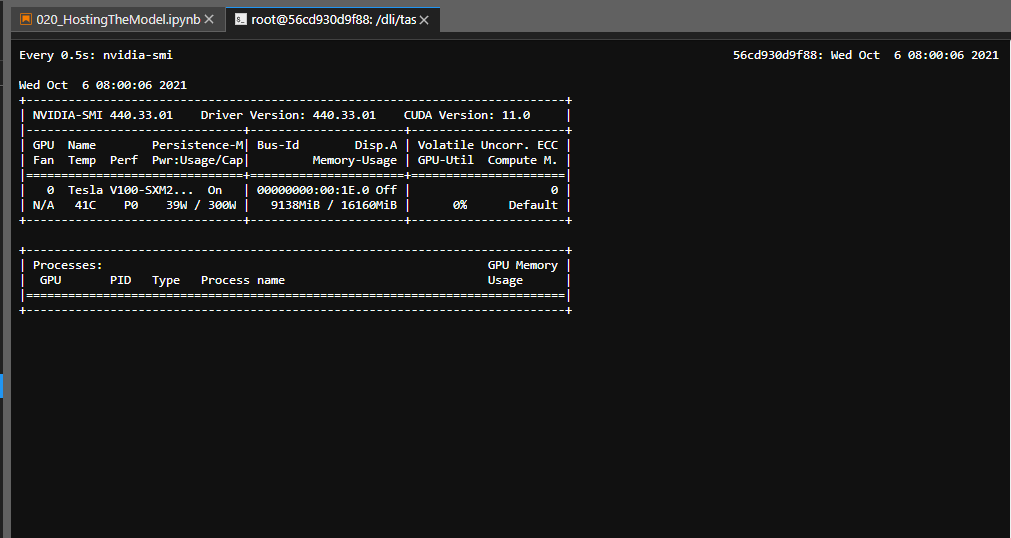 020_HostingTheModel.ipynb
root@56cd930d9f88: /dli/tas
Every 0.5s: nvidia-smi                                                                                56cd930d9f88: Wed Oct  6 08:00:06 2021
Wed Oct  6 08:00:06 2021
+-----------------------------------------------------------------------------+
| NVIDIA-SMI 440.33.01    Driver Version: 440.33.01    CUDA Version: 11.0     |
|-------------------------------+----------------------+----------------------+
| GPU  Name        Persistence-M| Bus-Id        Disp.A | Volatile Uncorr. ECC |
| Fan  Temp  Perf  Pwr:Usage/Cap|         Memory-Usage | GPU-Util  Compute M. |
|===============================+======================+======================|
|   0  Tesla V100-SXM2...  On   | 00000000:00:1E.0 Off |                    0 |
| N/A   41C    P0    39W / 300W |   9138MiB / 16160MiB |      0%      Default |
+-------------------------------+----------------------+----------------------+
+-----------------------------------------------------------------------------+
| Processes:                                                       GPU Memory |
|  GPU       PID   Type   Process name                             Usage      |
|=============================================================================|
+-----------------------------------------------------------------------------+